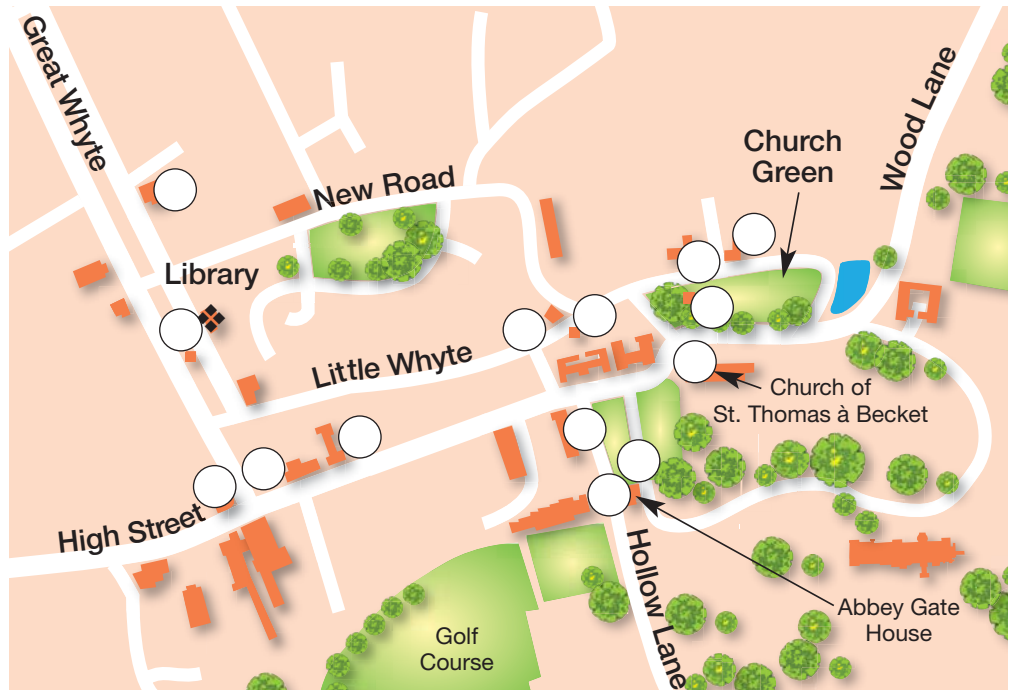 Great Whyte
Wood Lane
Church
Green
New Road
Library
Little Whyte
Church of
St. Thomas à Becket
High Street
Hollow Lane
Abbey Gate
House
Golf
Course